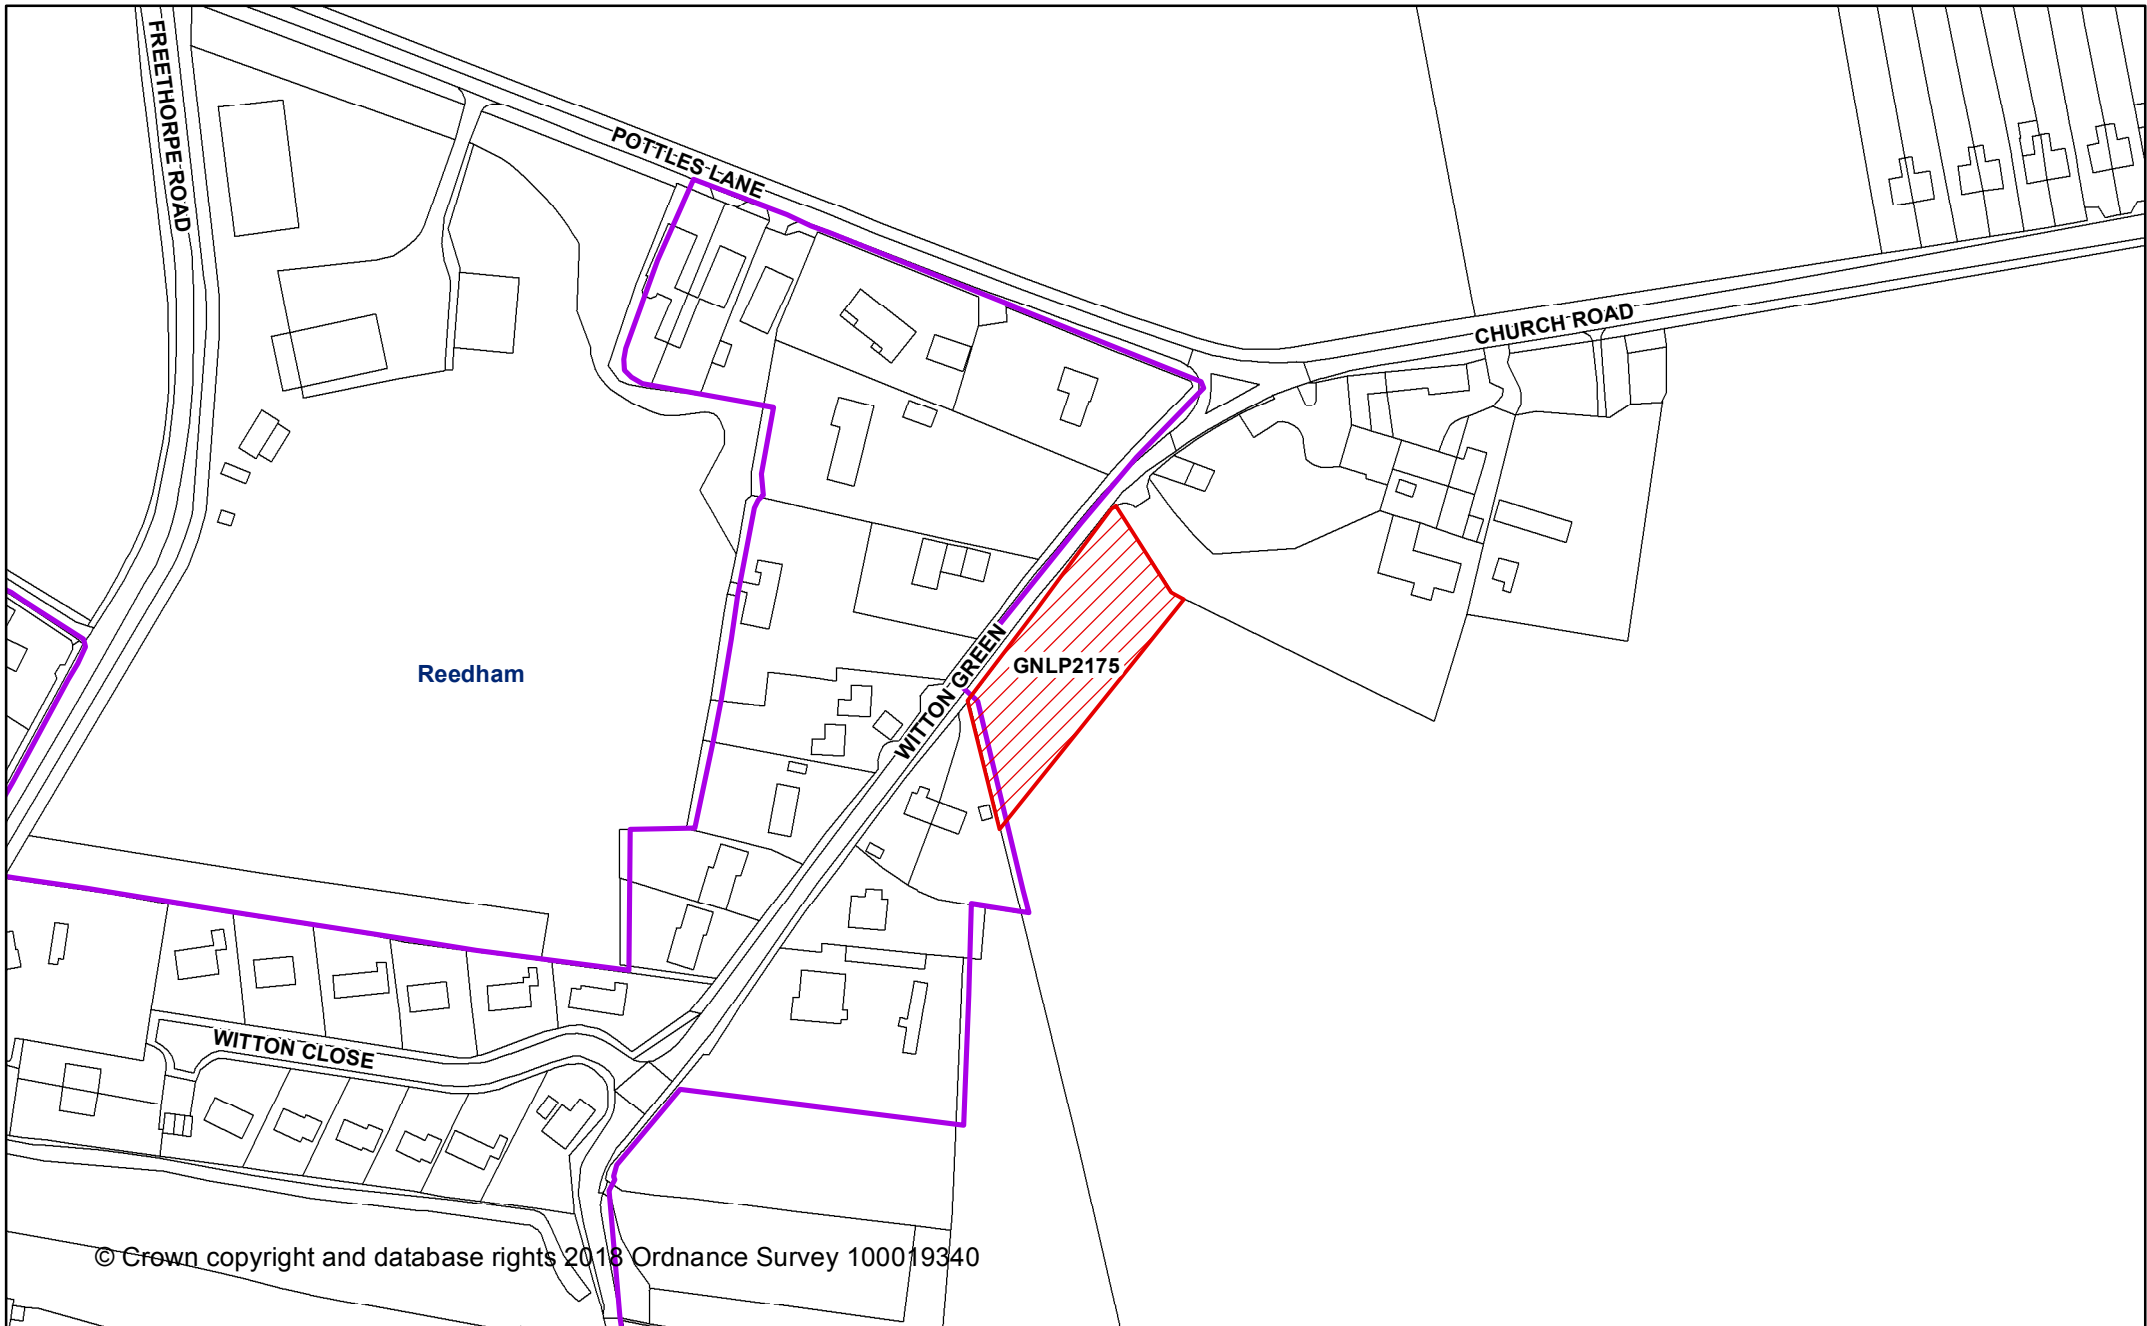 FREETHORPE ROAD
POTTLES LANE
CHURCH ROAD
Reedham
WITTON GREEN
GNLP2175
WITTON CLOSE
© Crown copyright and database rights 2018 Ordnance Survey 100019340